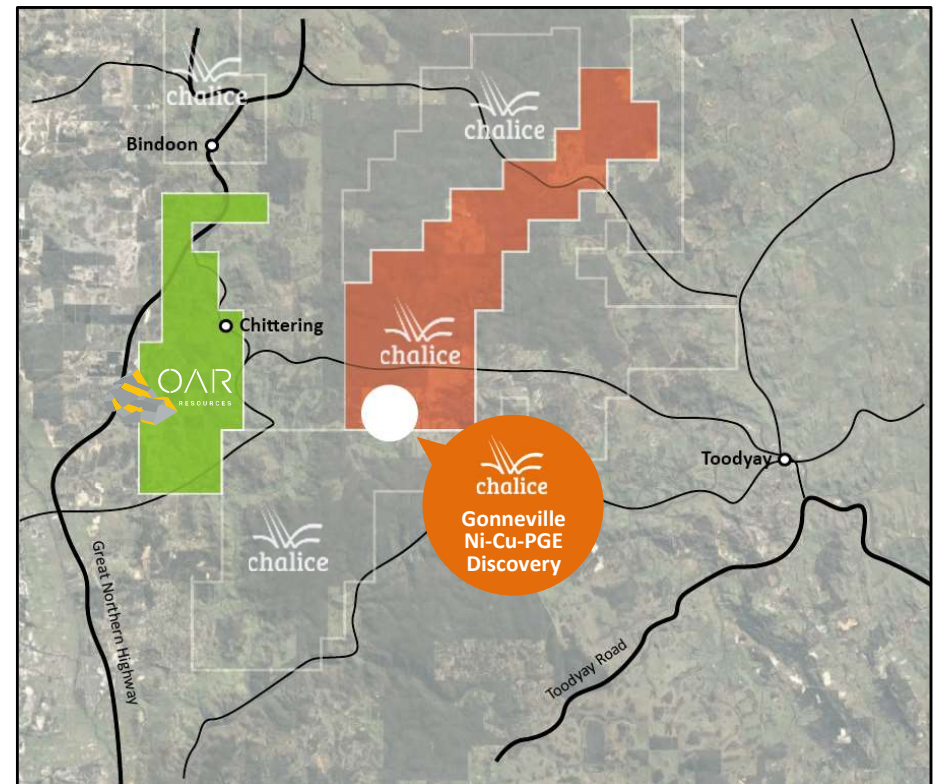 chalice
chalice
Bindoon
Chittering
chalice
OAR
RESOURCES
chalice
Gonneville
Ni-Cu-PGE
Discovery
Toodyay
chalice
Great Northern Highway
Toodyay Road